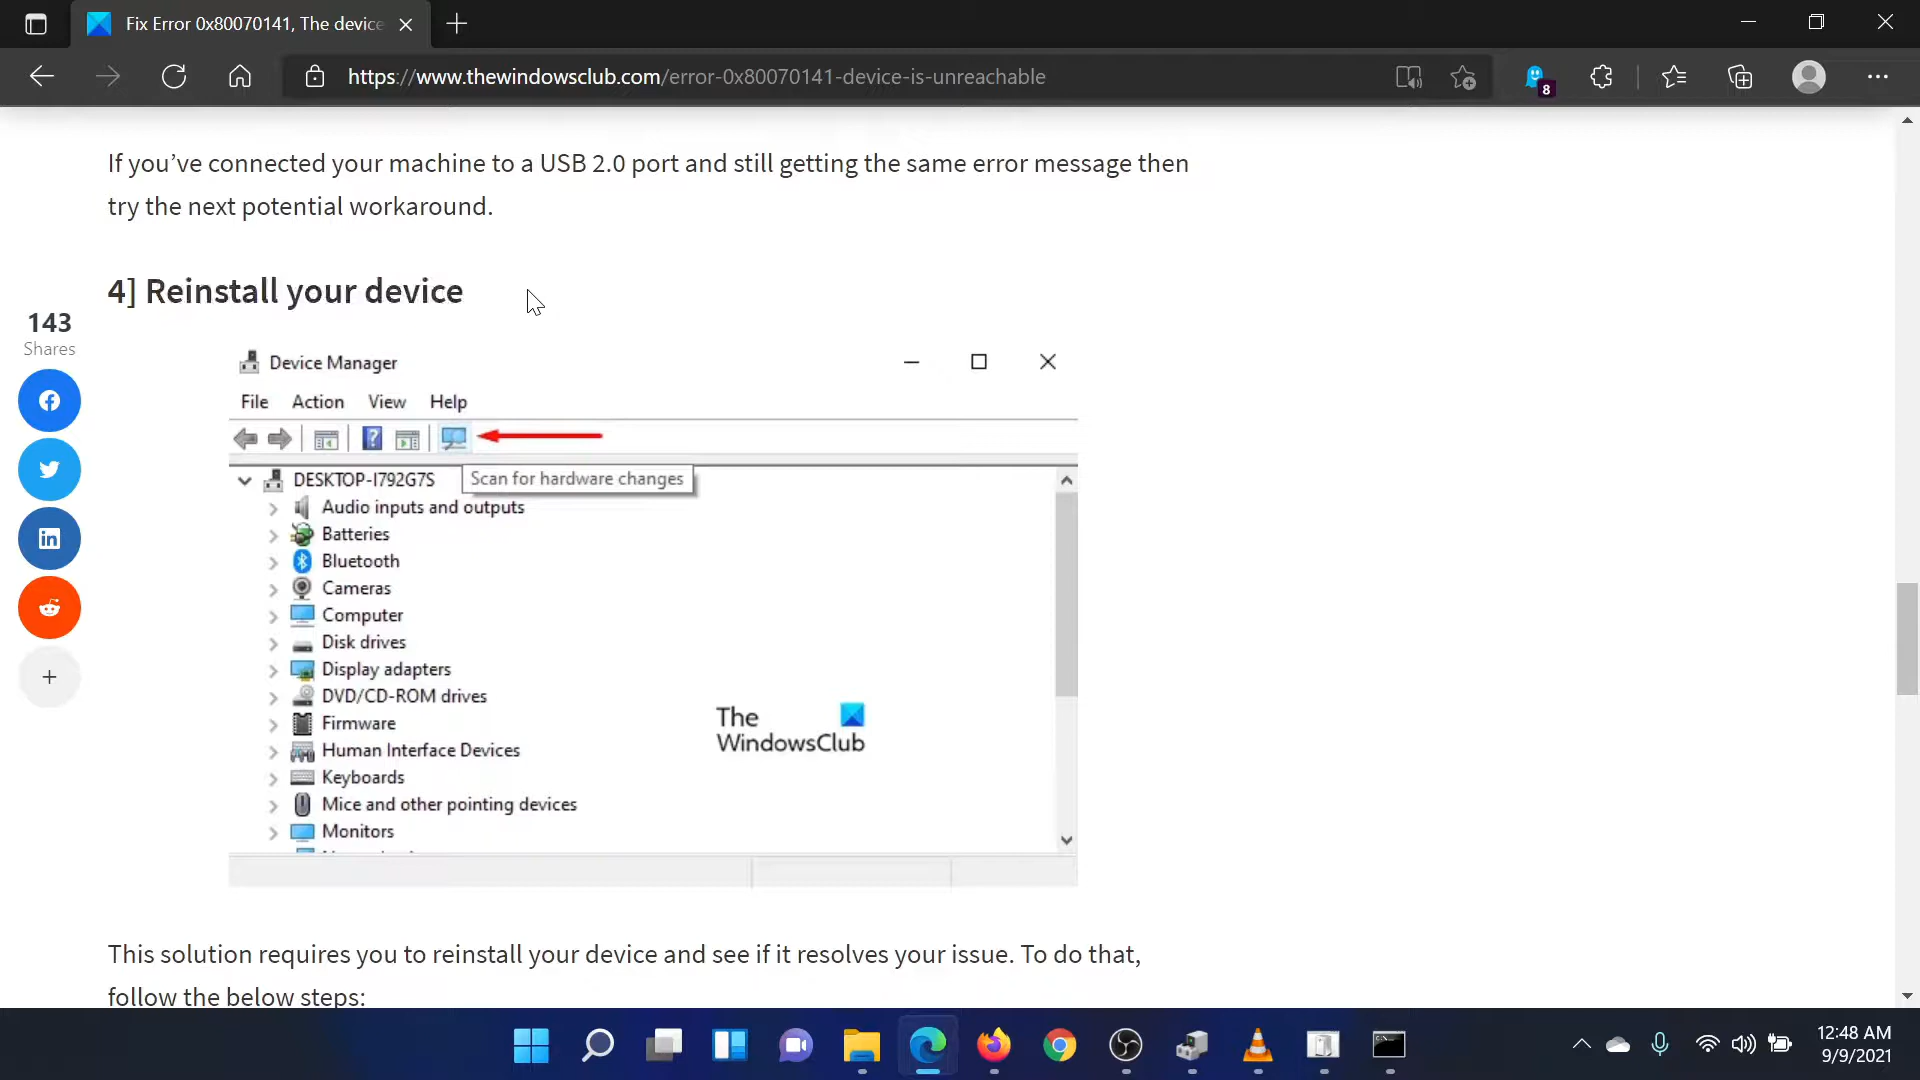 Fix Error 0x80070141, The device
https://www.thewindowsclub.com/error-0x80070141-device-is-unreachable
8
If you’ve connected your machine to a USB 2.0 port and still getting the same error message then
try the next potential workaround.
4] Reinstall your device
143
Shares
Device Manager
File Action View Help
DESKTOP-I792G7S
Scan for hardware changes
Audio inputs and outputs
Batteries
Bluetooth
Cameras
Computer
Disk drives
Display adapters
DVD/CD-ROM drives
Firmware
Human Interface Devices
Keyboards
Mice and other pointing devices
Monitors
The
WindowsClub
This solution requires you to reinstall your device and see if it resolves your issue. To do that,
follow the below steps:
12:48 AM
9/9/2021